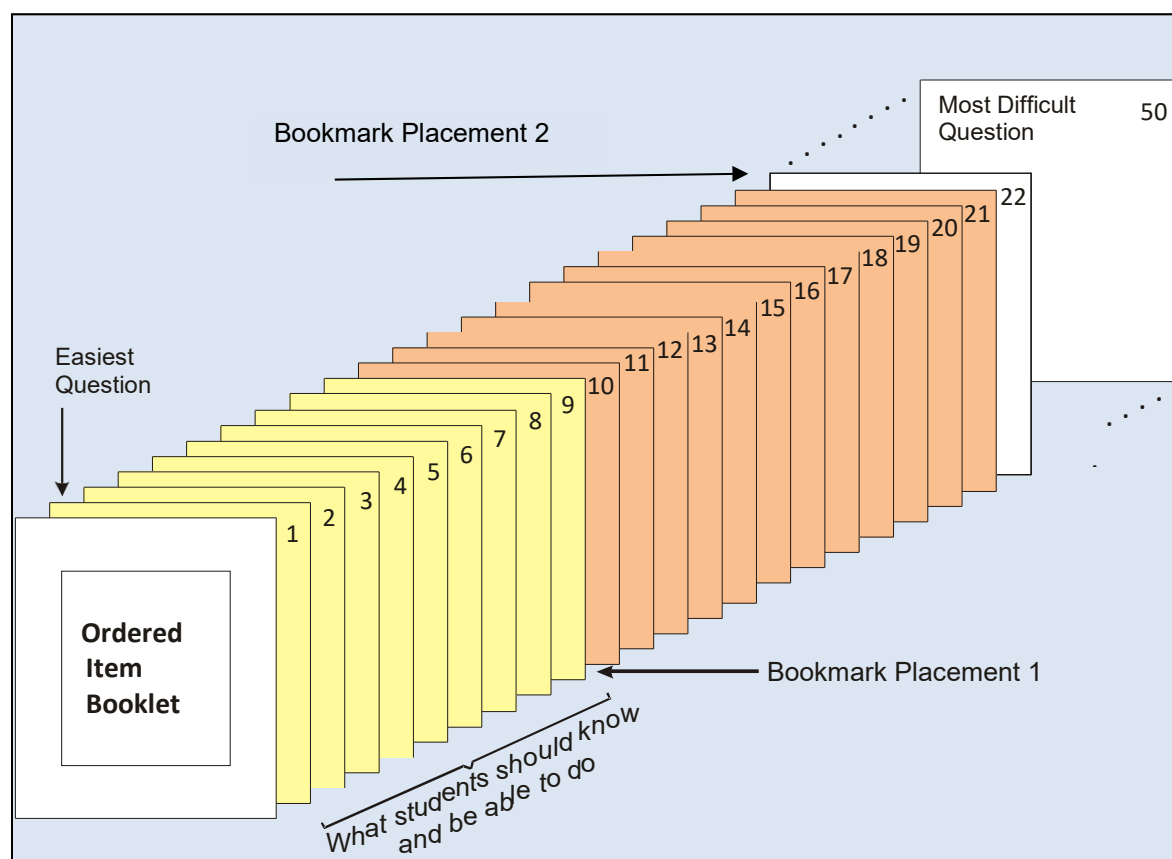 Most Difficult
Question
50
Bookmark Placement 2
22
21
20
19
18
17
16
15
14
13
12
11
10
9
8
7
6
5
4
3
2
1
Easiest
Question
Ordered
Item
Booklet
Bookmark Placement 1
What students should know
and be able to do